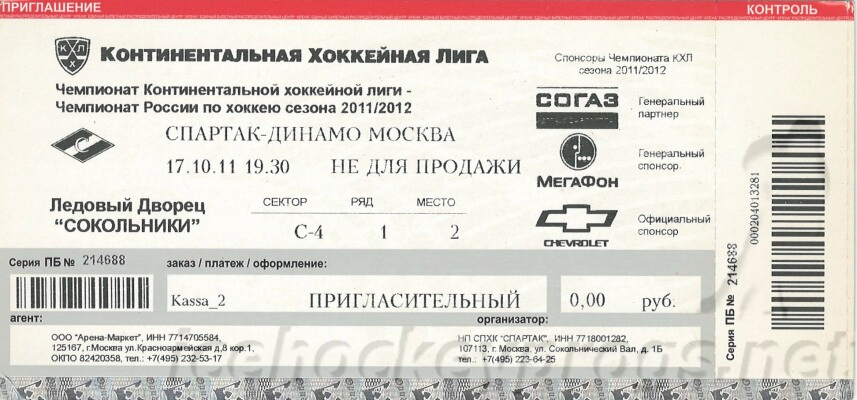 ПРИГЛАШЕНИЕ
КОНТРОЛЬ
КХЛ
Континентальная Хоккейная Лига
Чемпионат Континентальной хоккейной лиги -
Чемпионат России по хоккею сезона 2011/2012
СПАРТАК-ДИНАМО МОСКВА
17.10.11 19.30 НЕ ДЛЯ ПРОДАЖИ
Ледовый Дворец
"СОКОЛЬНИКИ"
СЕКТОР РЯД МЕСТО
С-4 1 2
Спонсоры Чемпионата КХЛ
сезона 2011/2012
СОГАЗ
Генеральный
партнер
МЕГАФОН
Генеральный
спонсор
CHEVROLET
Официальный
спонсор
Серия ПБ № 214688
заказ / платеж / оформление:
Kassa_2 ПРИГЛАСИТЕЛЬНЫЙ 0,00 руб.
агент:
ООО "Арена-Маркет", ИНН 7714705584,
125167, г.Москва ул.Красноармейская д,8 кор.1,
ОКПО 82420358, тел.: +7(495) 232-53-17
организатор:
НП СПХК "СПАРТАК", ИНН 7718001282,
107113, г. Москва. ул. Сокольнический Вал, д. 1Б
тел.: +7(495) 223-64-25
Серия ПБ № 214688
000204013281